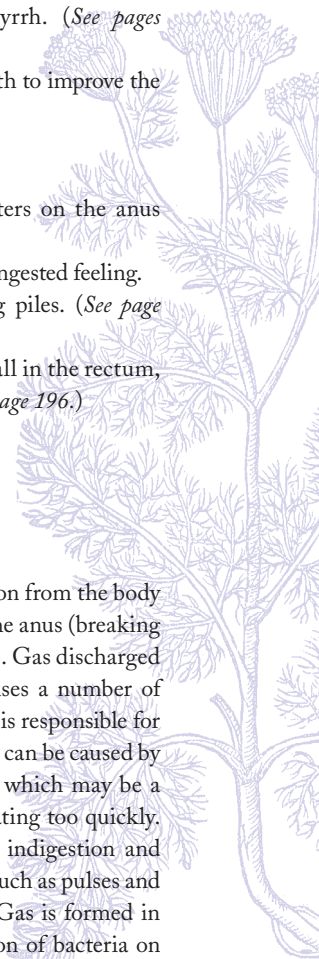 yrrh. (See pages
th to improve the
ters on the anus
ngested feeling.
g piles. (See page
all in the rectum,
age 196.)
on from the body
ne anus (breaking
. Gas discharged
ses a number of
is responsible for
can be caused by
which may be a
ting too quickly.
indigestion and
uch as pulses and
Gas is formed in
on of bacteria on